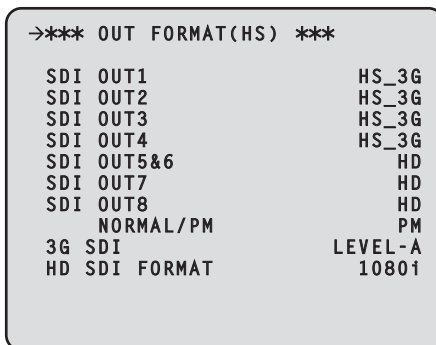 →*** OUT FORMAT(HS) ***
SDI OUT1 HS_3G
SDI OUT2 HS_3G
SDI OUT3 HS_3G
SDI OUT4 HS_3G
SDI OUT5&6 HD
SDI OUT7 HD
SDI OUT8 HD
NORMAL/PM PM
3G SDI LEVEL-A
HD SDI FORMAT 1080i